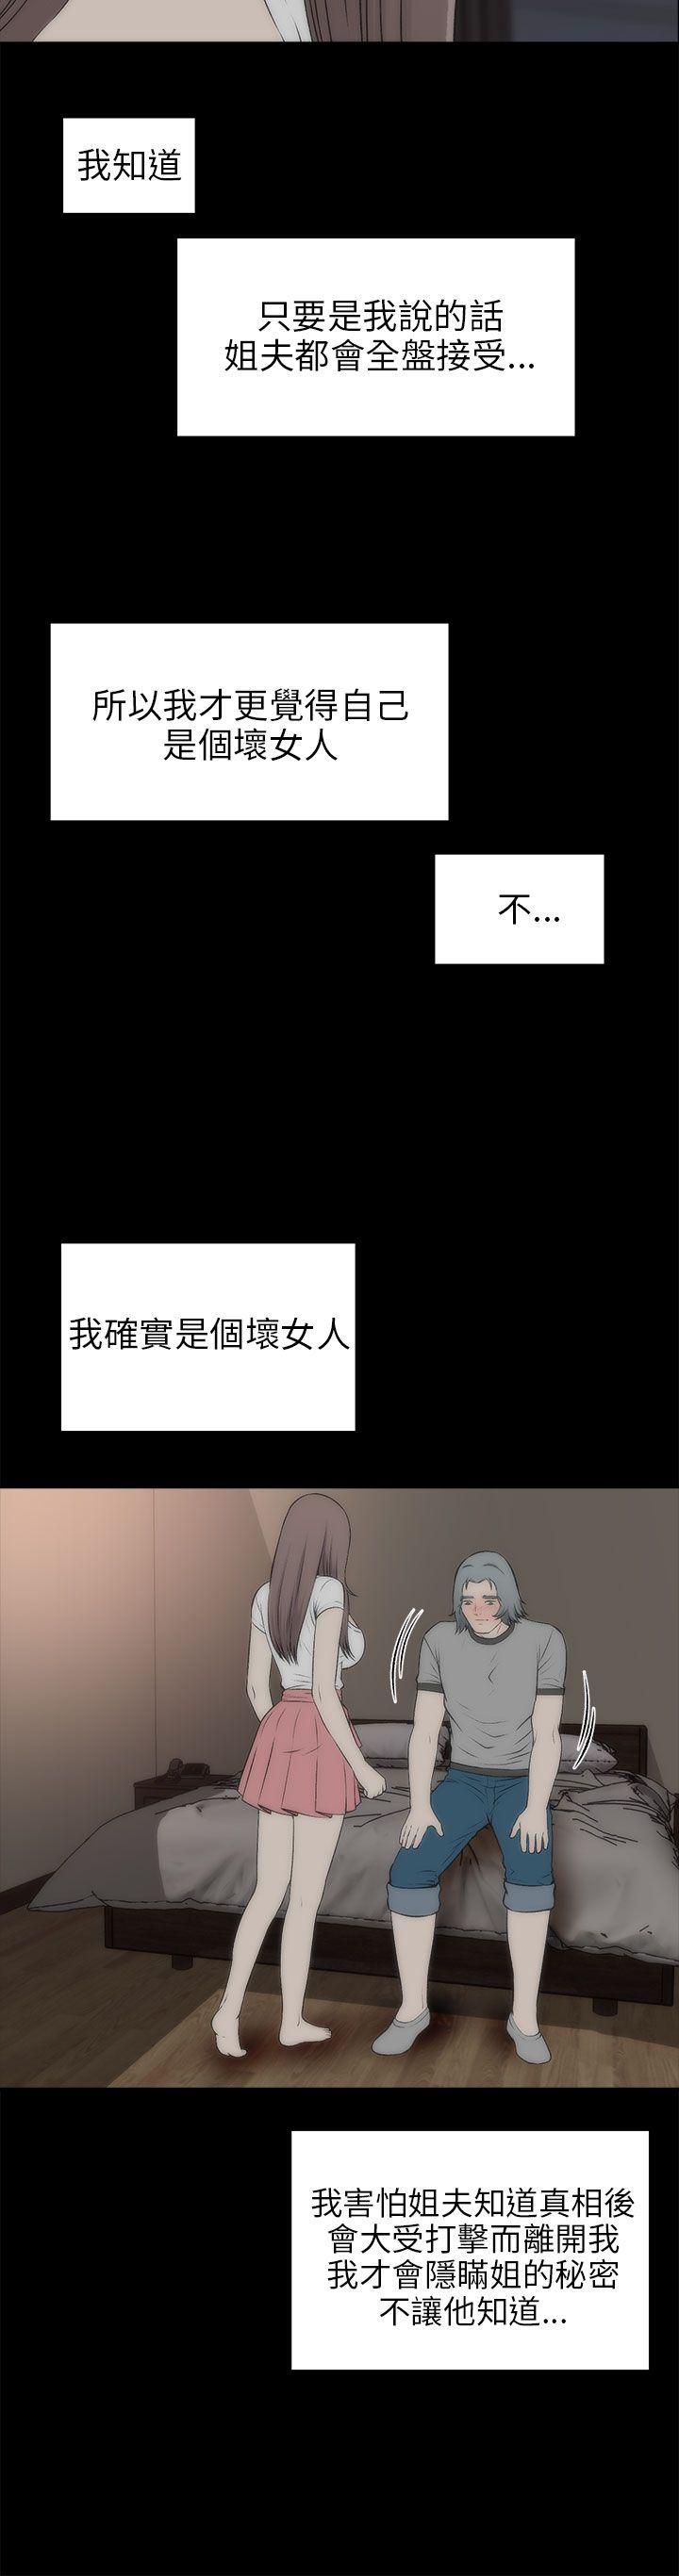 我知道
只要是我說的話
姐夫都會全盤接受...
所以我才更覺得自己
是個壞女人
不...
我確實是個壞女人
我害怕姐夫知道真相後
會大受打擊而離開我
我才會隱瞞姐的秘密
不讓他知道...